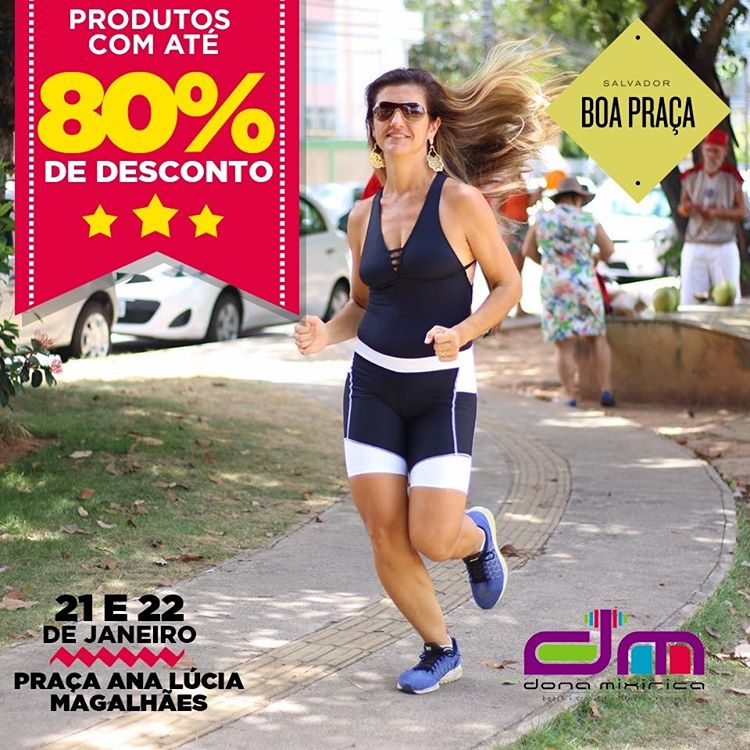 PRODUTOS
COM ATÉ
80%
DE DESCONTO
SALVADOR
BOA PRAÇA
21 E 22
DE JANEIRO
PRAÇA ANA LÚCIA
MAGALHÃES
dm
dona mixirica